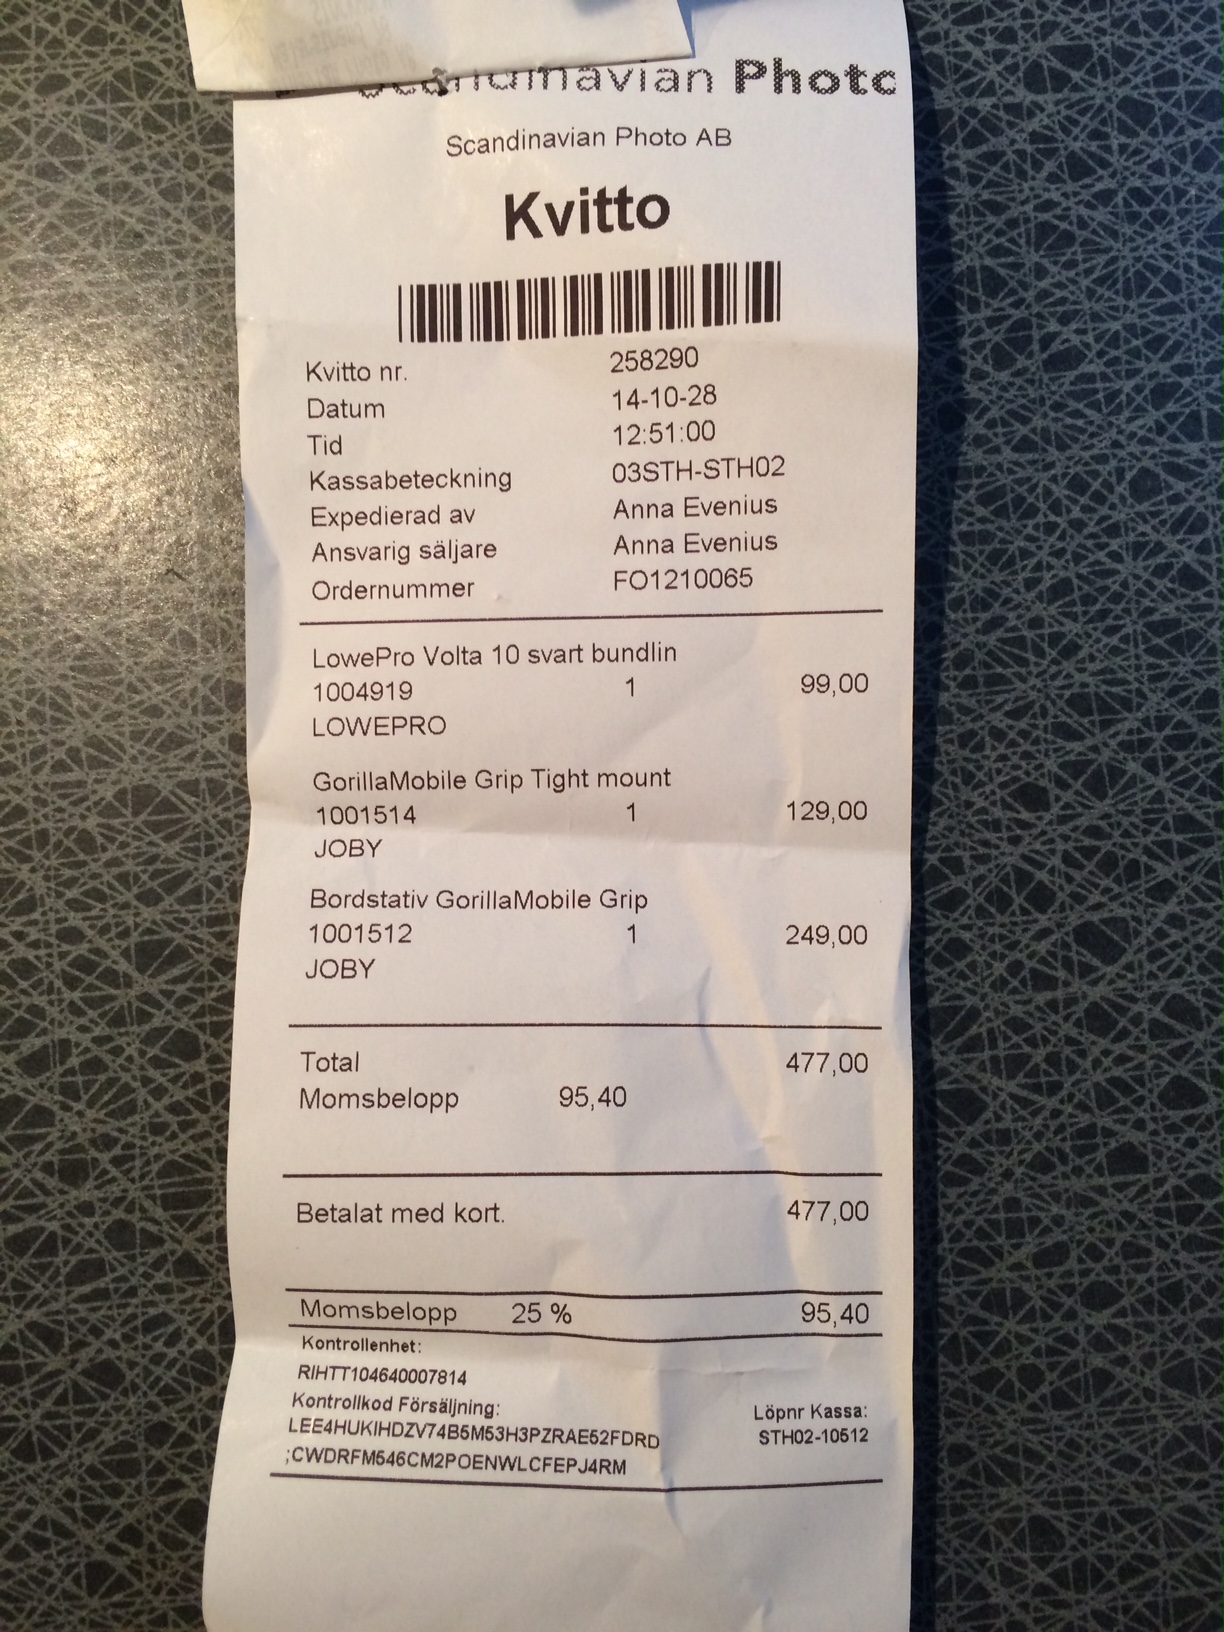 Scandinavian Photo
Scandinavian Photo AB
Kvitto
Kvitto nr. 258290
Datum 14-10-28
Tid 12:51:00
Kassabeteckning 03STH-STH02
Expedierad av Anna Evenius
Ansvarig säljare Anna Evenius
Ordernummer FO1210065
LowePro Volta 10 svart bundlin
1004919 1 99,00
LOWEPRO
GorillaMobile Grip Tight mount
1001514 1 129,00
JOBY
Bordstativ GorillaMobile Grip
1001512 1 249,00
JOBY
Total 477,00
Momsbelopp 95,40
Betalat med kort. 477,00
Momsbelopp 25 % 95,40
Kontrollenhet:
RIHTT104640007814
Kontrollkod Försäljning: Löpnr Kassa:
LEE4HUKIHDZV74B5M53H3PZRAE52FDRD STH02-10512
;CWDRFM546CM2POENWLCFEPJ4RM